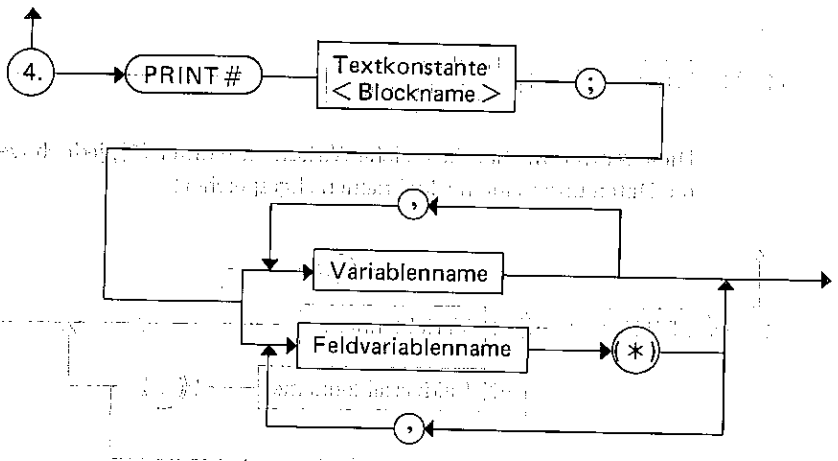 4.
PRINT #
Textkonstante
< Blockname >
;
,
Variablenname
Feldvariablenname
(*)
,